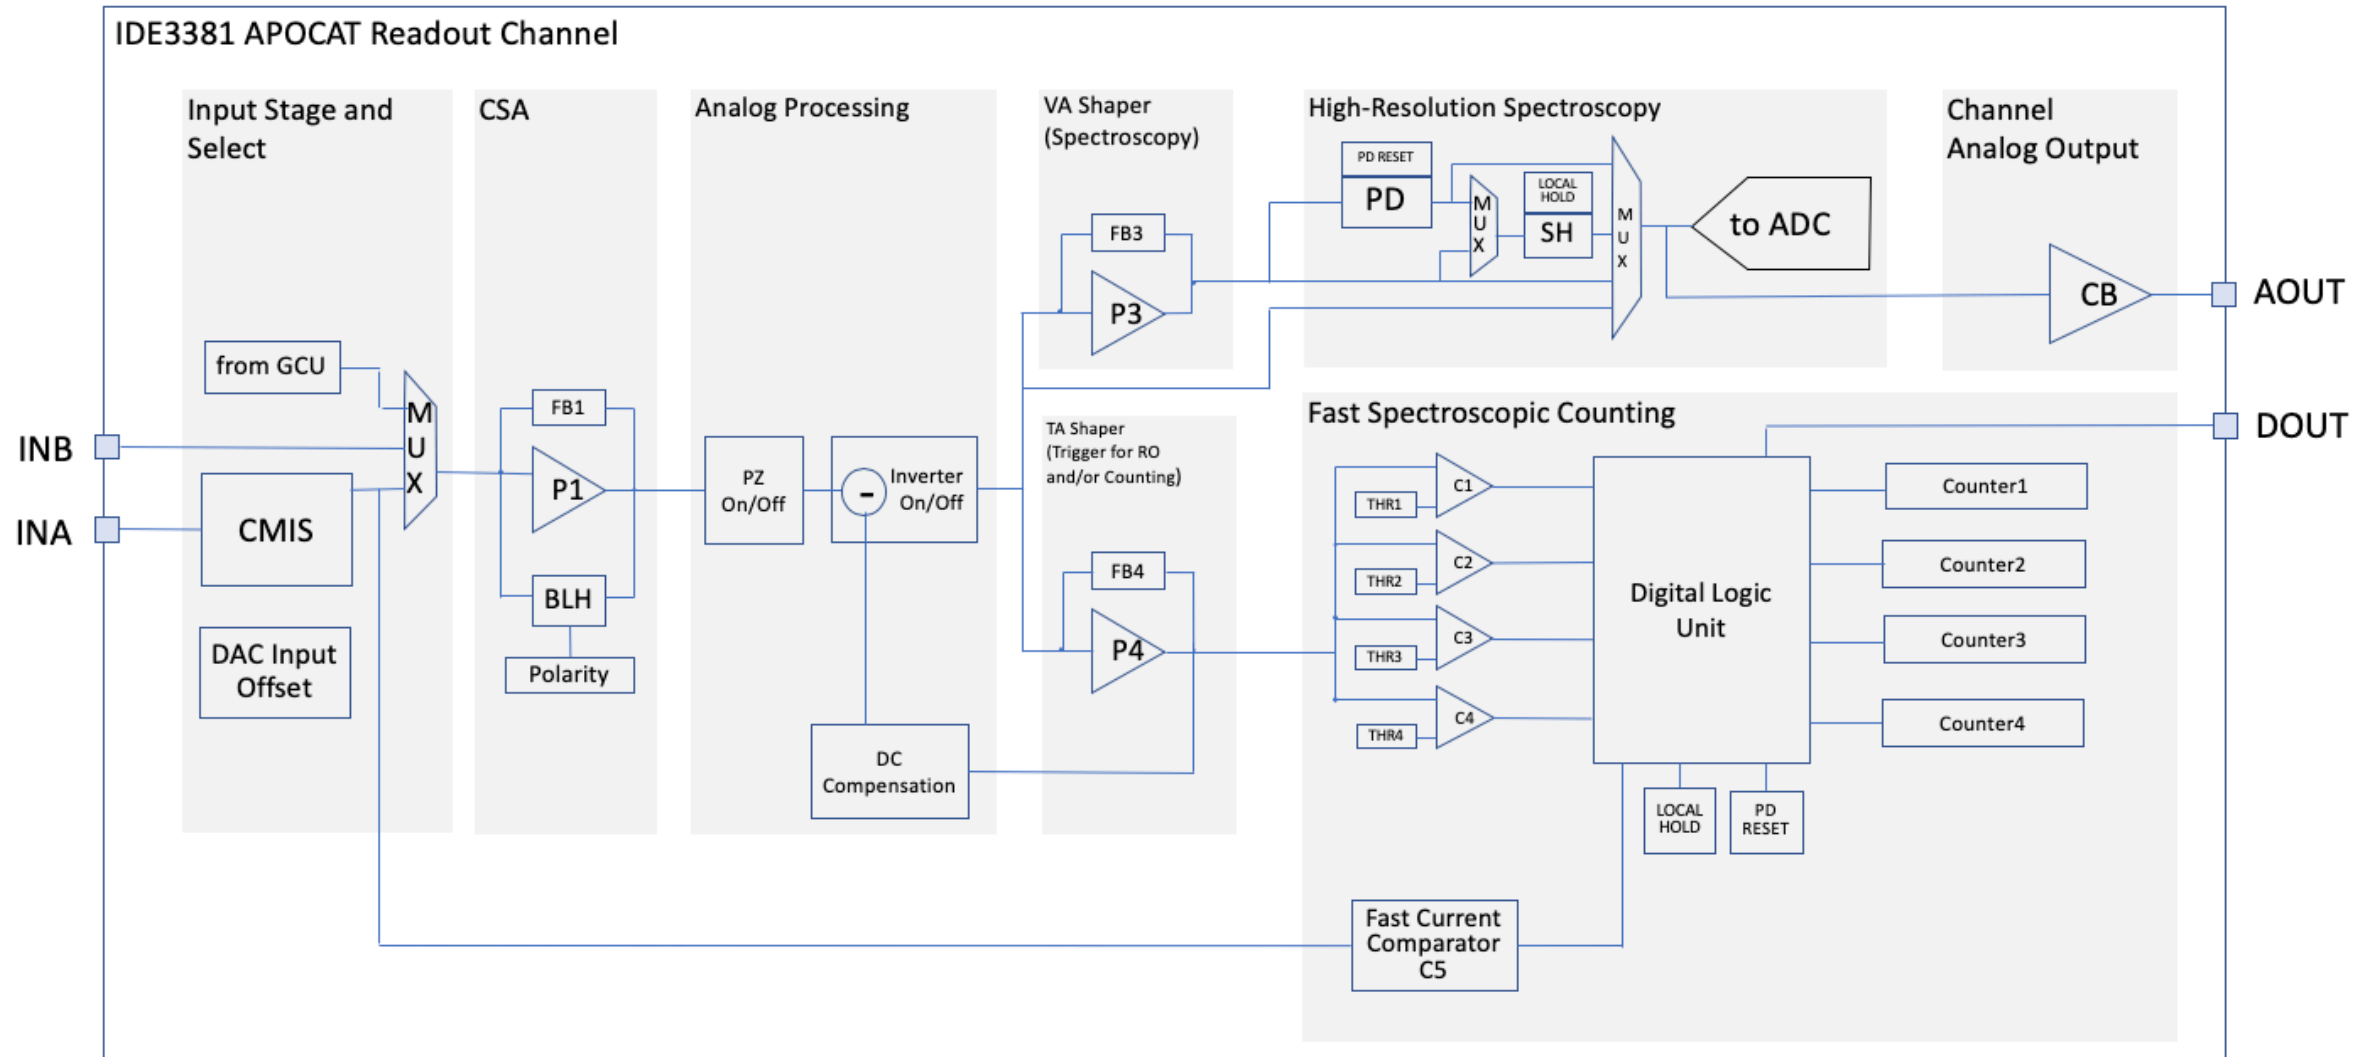 IDE3381 APOCAT Readout Channel
Input Stage and
Select
CSA
Analog Processing
VA Shaper
(Spectroscopy)
High-Resolution Spectroscopy
Channel
Analog Output
PD RESET
PD
M
U
X
LOCAL
HOLD
SH
M
U
X
to ADC
FB3
P3
CB
AOUT
from GCU
M
U
X
INB
INA
CMIS
DAC Input
Offset
FB1
P1
BLH
Polarity
PZ
On/Off
-
Inverter
On/Off
DC
Compensation
TA Shaper
(Trigger for RO
and/or Counting)
FB4
P4
Fast Spectroscopic Counting
DOUT
C1
THR1
C2
THR2
C3
THR3
C4
THR4
Digital Logic
Unit
Counter1
Counter2
Counter3
Counter4
LOCAL
HOLD
PD
RESET
Fast Current
Comparator
C5